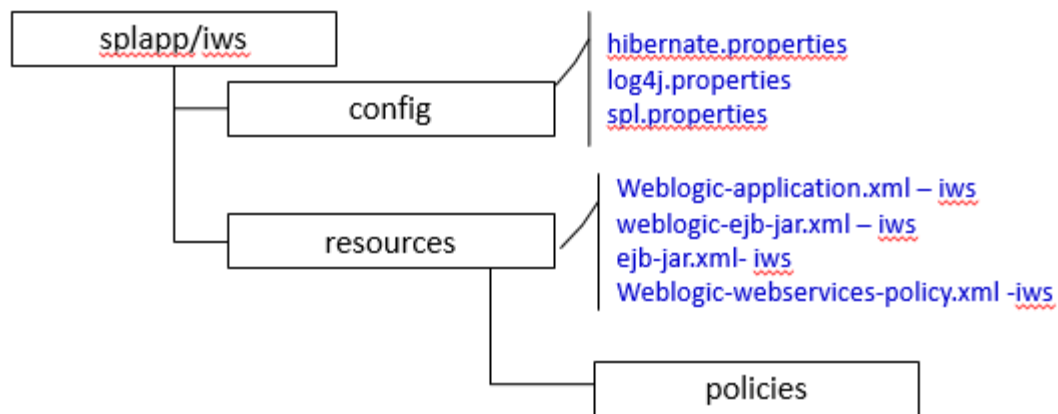 splapp/iws
config
hibernate.properties
log4j.properties
spl.properties
resources
Weblogic-application.xml – iws
weblogic-ejb-jar.xml – iws
ejb-jar.xml- iws
Weblogic-webservices-policy.xml -iws
policies